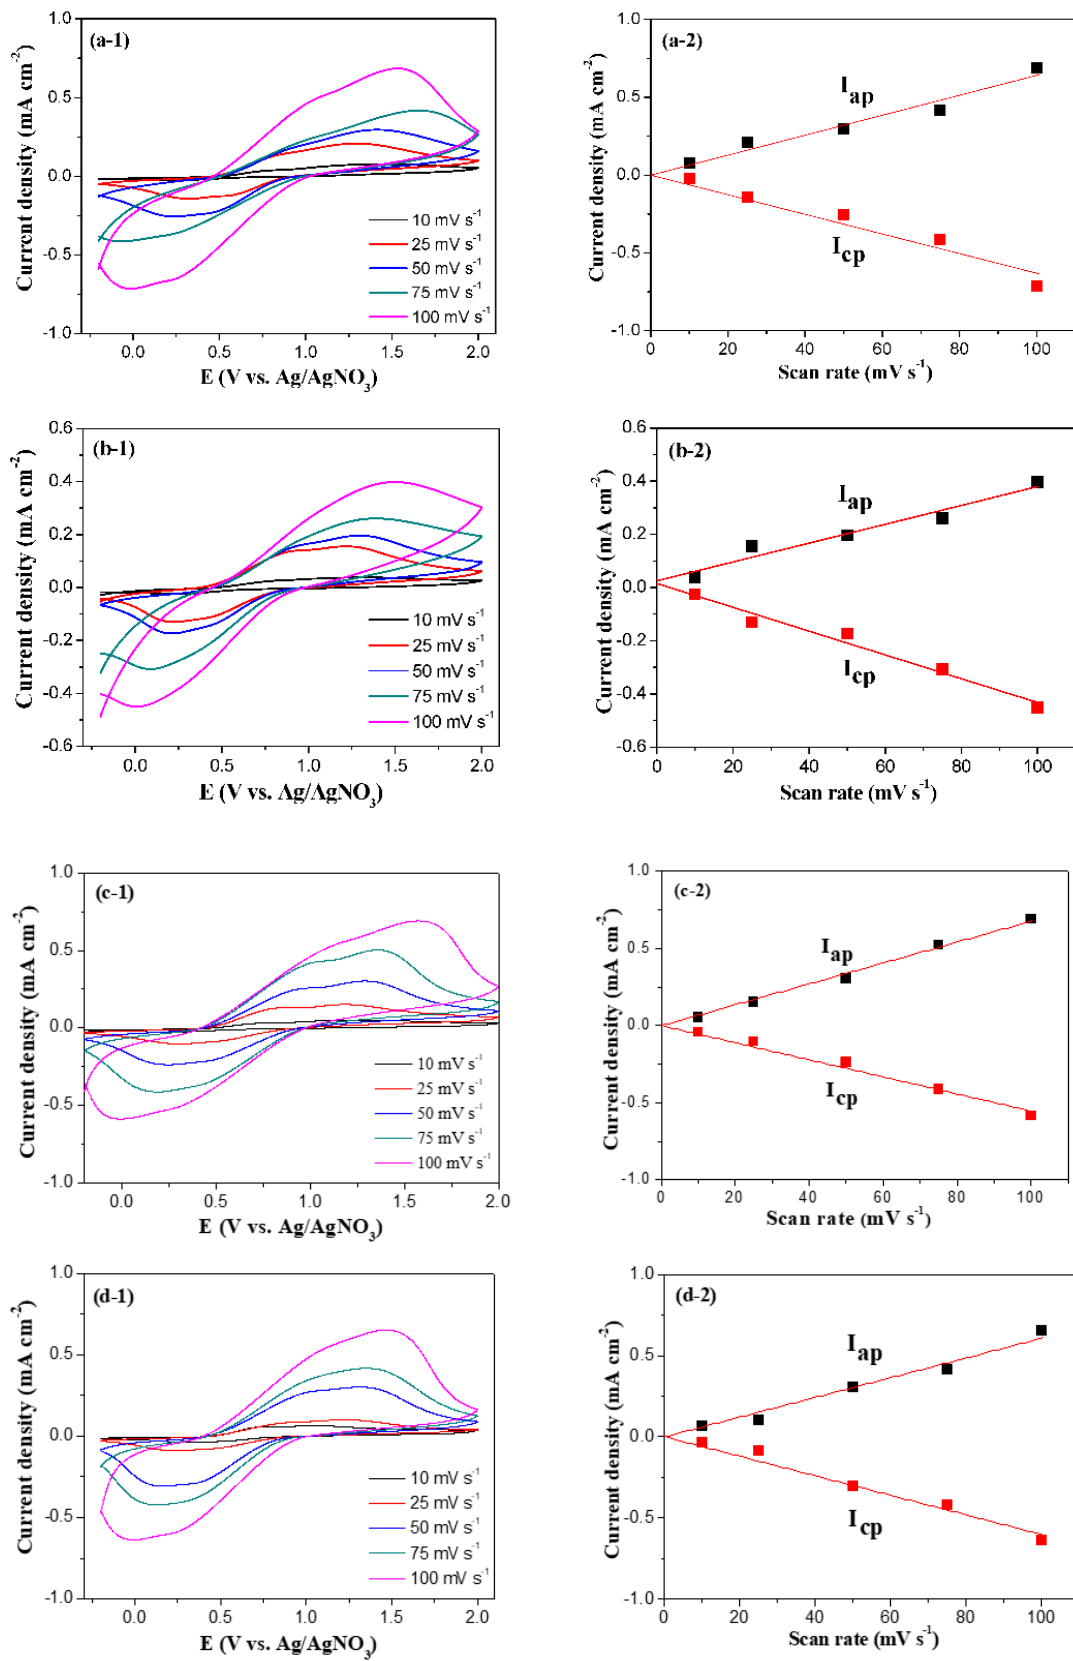 (a-1)
Current density (mA cm-2)
1.0
0.5
0.0
-0.5
-1.0
10 mV s-1
25 mV s-1
50 mV s-1
75 mV s-1
100 mV s-1
0.0 0.5 1.0 1.5 2.0
E (V vs. Ag/AgNO3)
(a-2)
Current density (mA cm-2)
1.0
0.5
0.0
-0.5
-1.0
Iap
Icp
0 20 40 60 80 100
Scan rate (mV s-1)
(b-1)
Current density (mA cm-2)
0.6
0.4
0.2
0.0
-0.2
-0.4
-0.6
10 mV s-1
25 mV s-1
50 mV s-1
75 mV s-1
100 mV s-1
0.0 0.5 1.0 1.5 2.0
E (V vs. Ag/AgNO3)
(b-2)
Current density (mA cm-2)
0.6
0.4
0.2
0.0
-0.2
-0.4
-0.6
Iap
Icp
0 20 40 60 80 100
Scan rate (mV s-1)
(c-1)
Current density (mA cm-2)
1.0
0.5
0.0
-0.5
-1.0
10 mV s-1
25 mV s-1
50 mV s-1
75 mV s-1
100 mV s-1
0.0 0.5 1.0 1.5 2.0
E (V vs. Ag/AgNO3)
(c-2)
Current density (mA cm-2)
1.0
0.5
0.0
-0.5
-1.0
Iap
Icp
0 20 40 60 80 100
Scan rate (mV s-1)
(d-1)
Current density (mA cm-2)
1.0
0.5
0.0
-0.5
-1.0
10 mV s-1
25 mV s-1
50 mV s-1
75 mV s-1
100 mV s-1
0.0 0.5 1.0 1.5 2.0
E (V vs. Ag/AgNO3)
(d-2)
Current density (mA cm-2)
1.0
0.5
0.0
-0.5
-1.0
Iap
Icp
0 20 40 60 80 100
Scan rate (mV s-1)